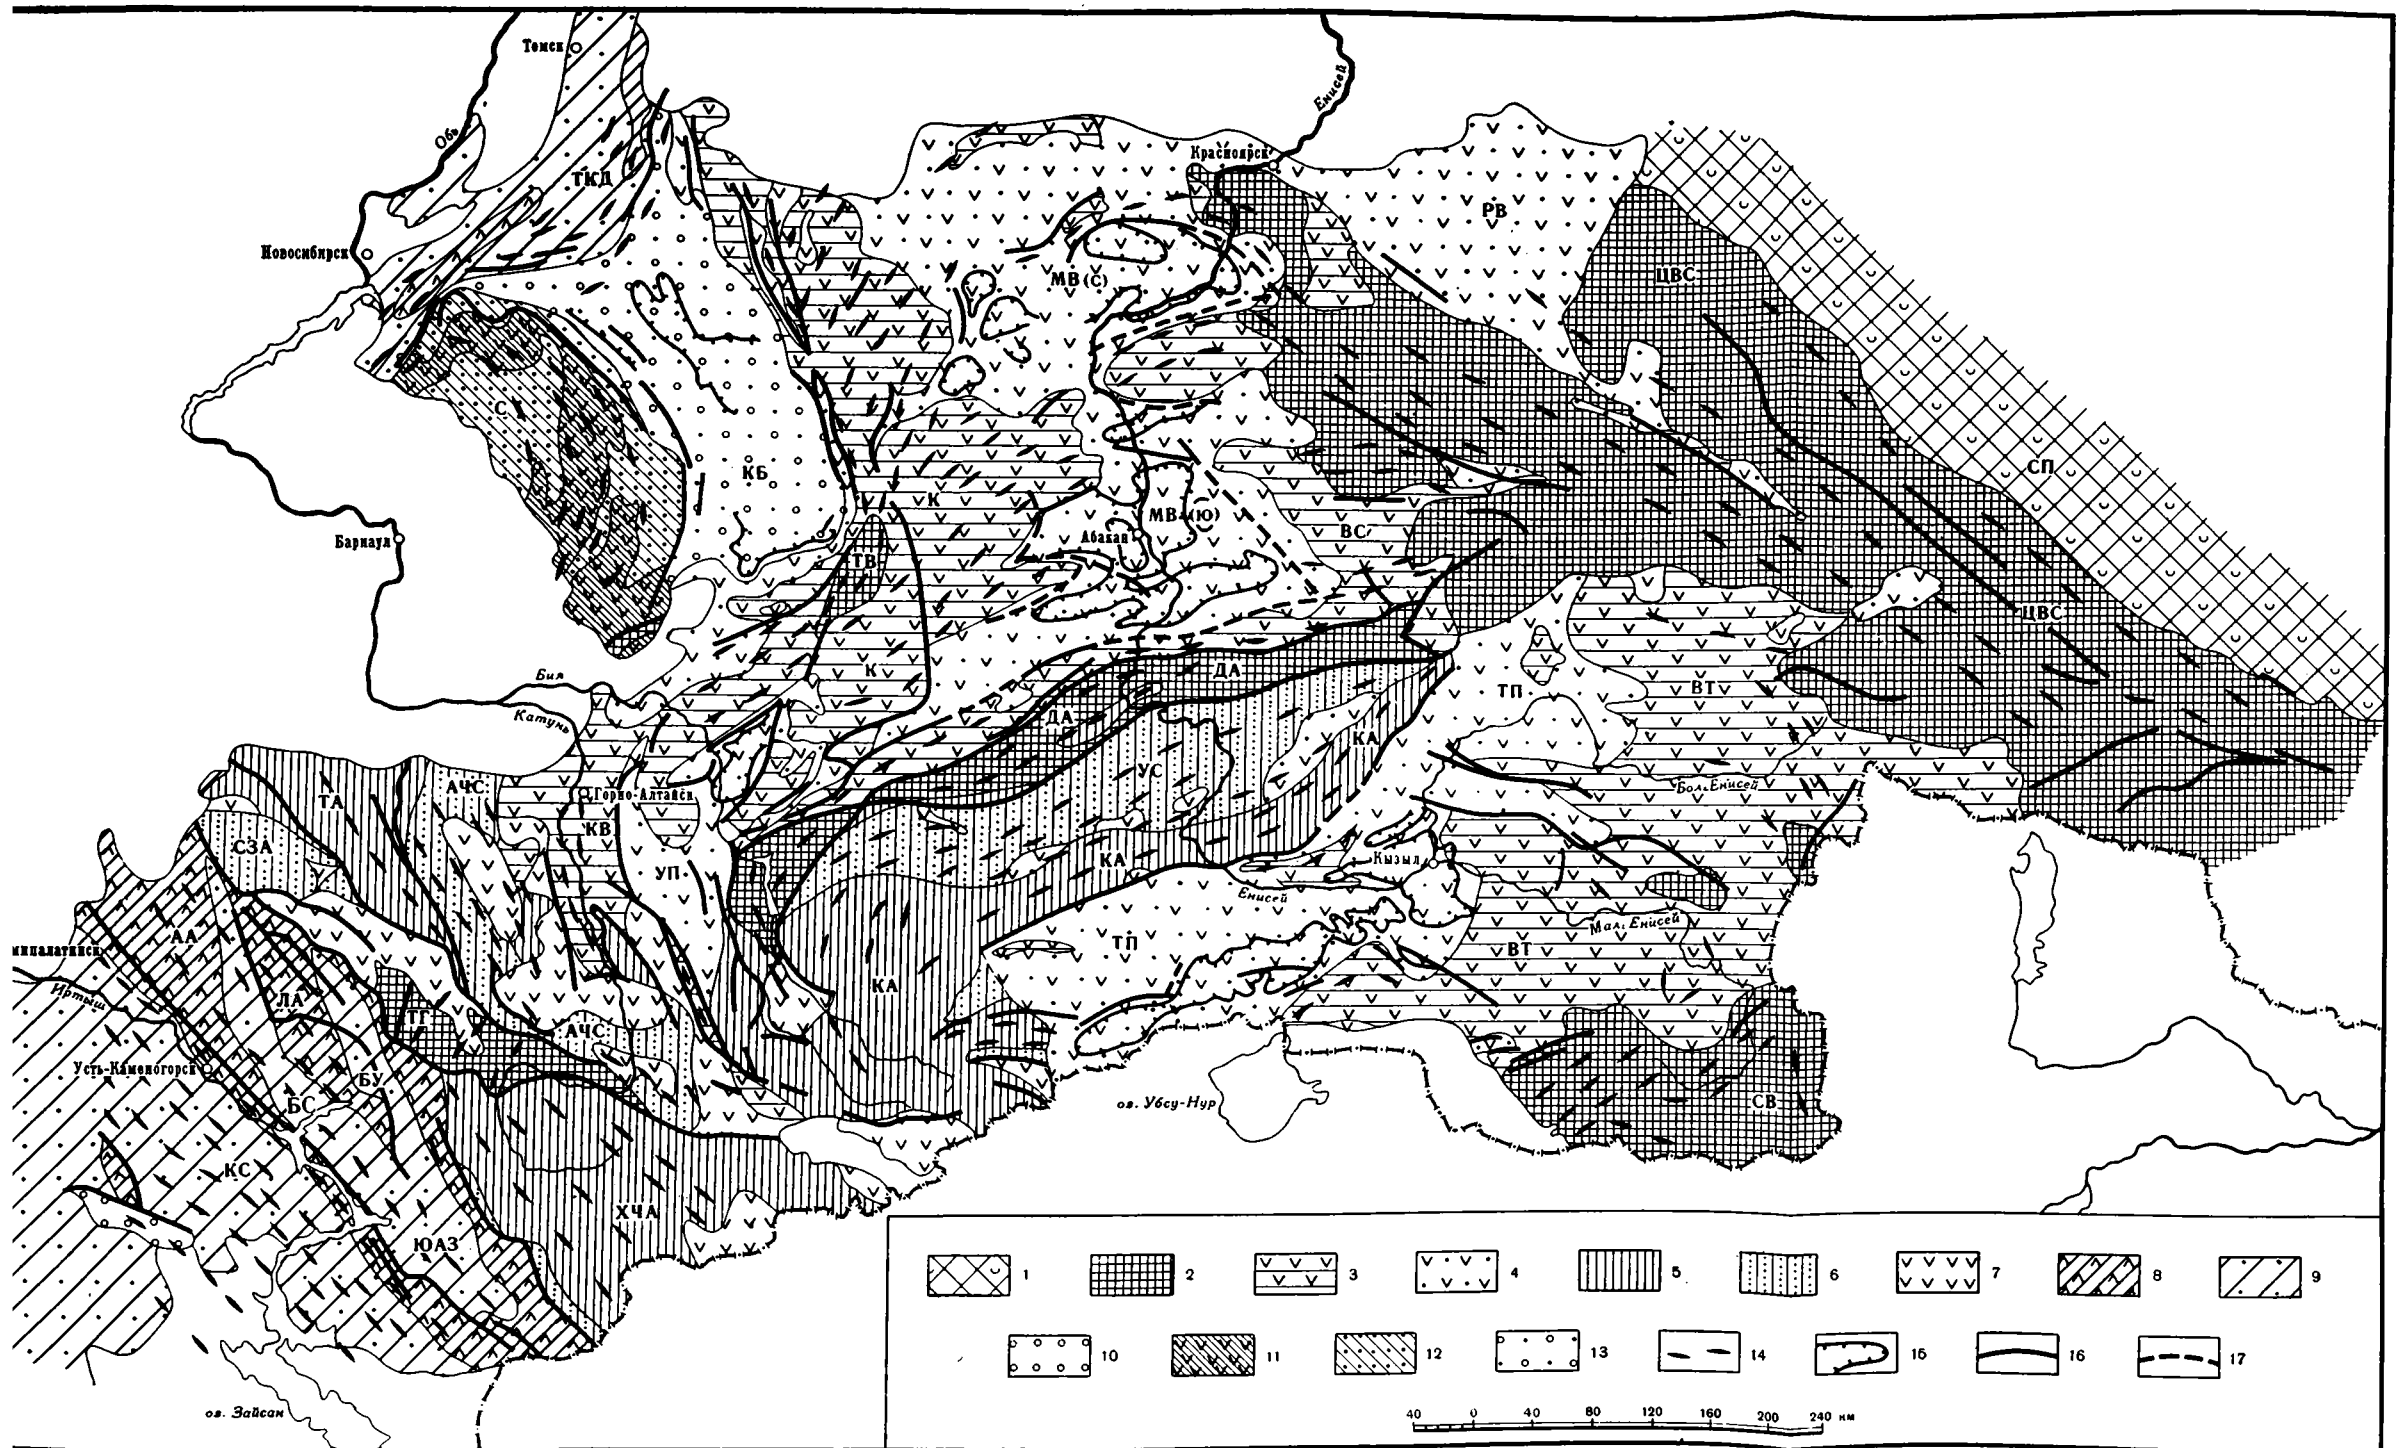 Томск
Обь
Енисей
Красноярск
ТКД
РВ
Новосибирск
МВ(С)
ЦВС
С
КБ
К
СП
МВ(Ю)
ВС
Барнаул
Абакан
ТВ
ЦВС
Бия
К
ДА
ТП
ВТ
Катунь
ДА
КА
УС
ТА
АЧС
Горно-Алтайск
Бол. Енисей
КВ
СЗА
УП
КА
Кызыл
Енисей
Мал. Енисей
АА
мипалатинск
ТП
ВТ
Иртыш
ЛА
КА
ТГ
АЧС
Усть-Каменогорск
БУ
БС
оз. Убсу-Нур
СВ
КС
ХЧА
ЮАЗ
оз. Зайсан
1 2 3 4 5 6 7 8 9
10 11 12 13 14 15 16 17
40 0 40 80 120 160 200 240 км